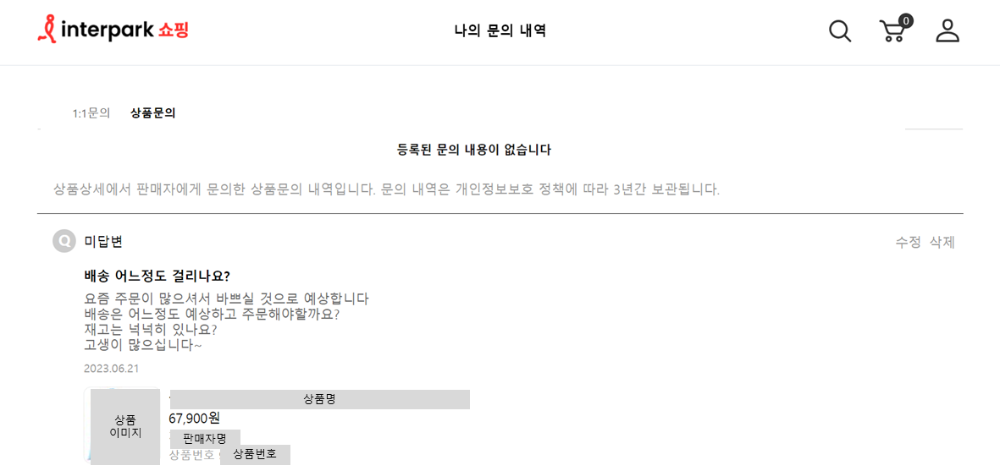 interpark 쇼핑
나의 문의 내역
0
1:1문의 상품문의
등록된 문의 내용이 없습니다
상품상세에서 판매자에게 문의한 상품문의 내역입니다. 문의 내역은 개인정보보호 정책에 따라 3년간 보관됩니다.
Q 미답변 수정 삭제
배송 어느정도 걸리나요?
요즘 주문이 많으셔서 바쁘실 것으로 예상합니다
배송은 어느정도 예상하고 주문해야할까요?
재고는 넉넉히 있나요?
고생이 많으십니다~
2023.06.21
상품
이미지
상품명
67,900원
판매자명
상품번호 상품번호